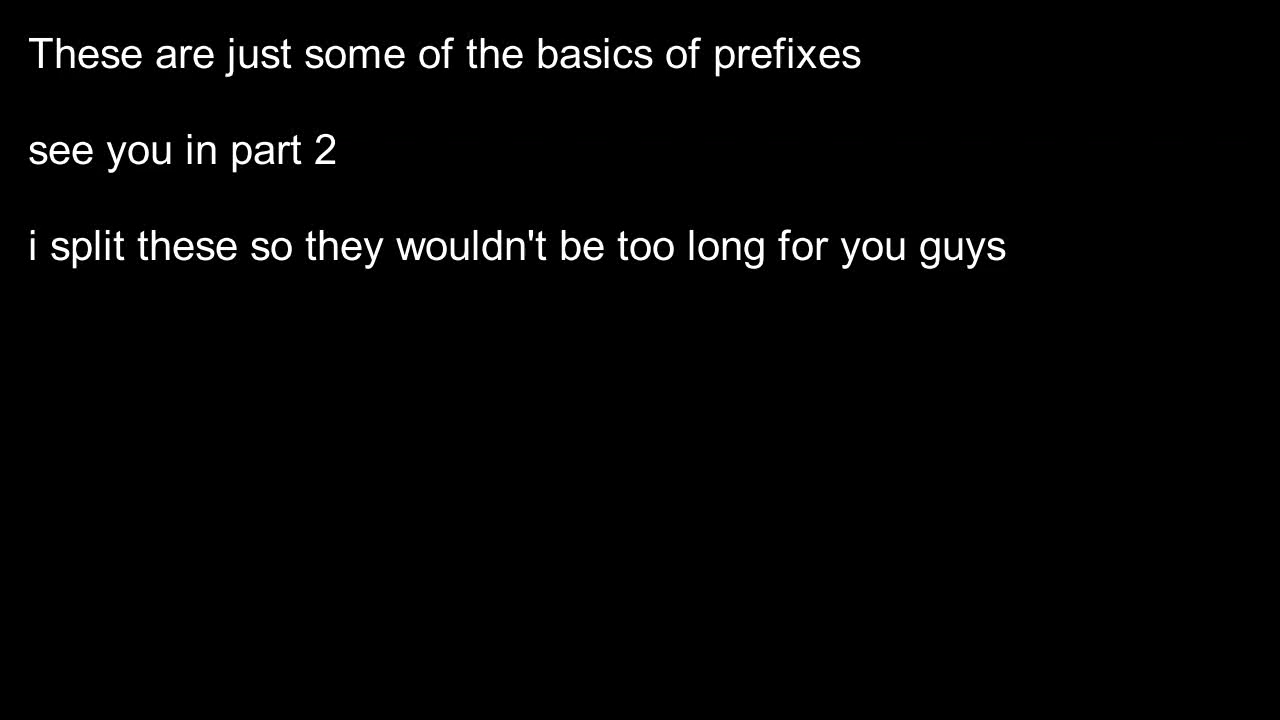 These are just some of the basics of prefixes
see you in part 2
i split these so they wouldn't be too long for you guys